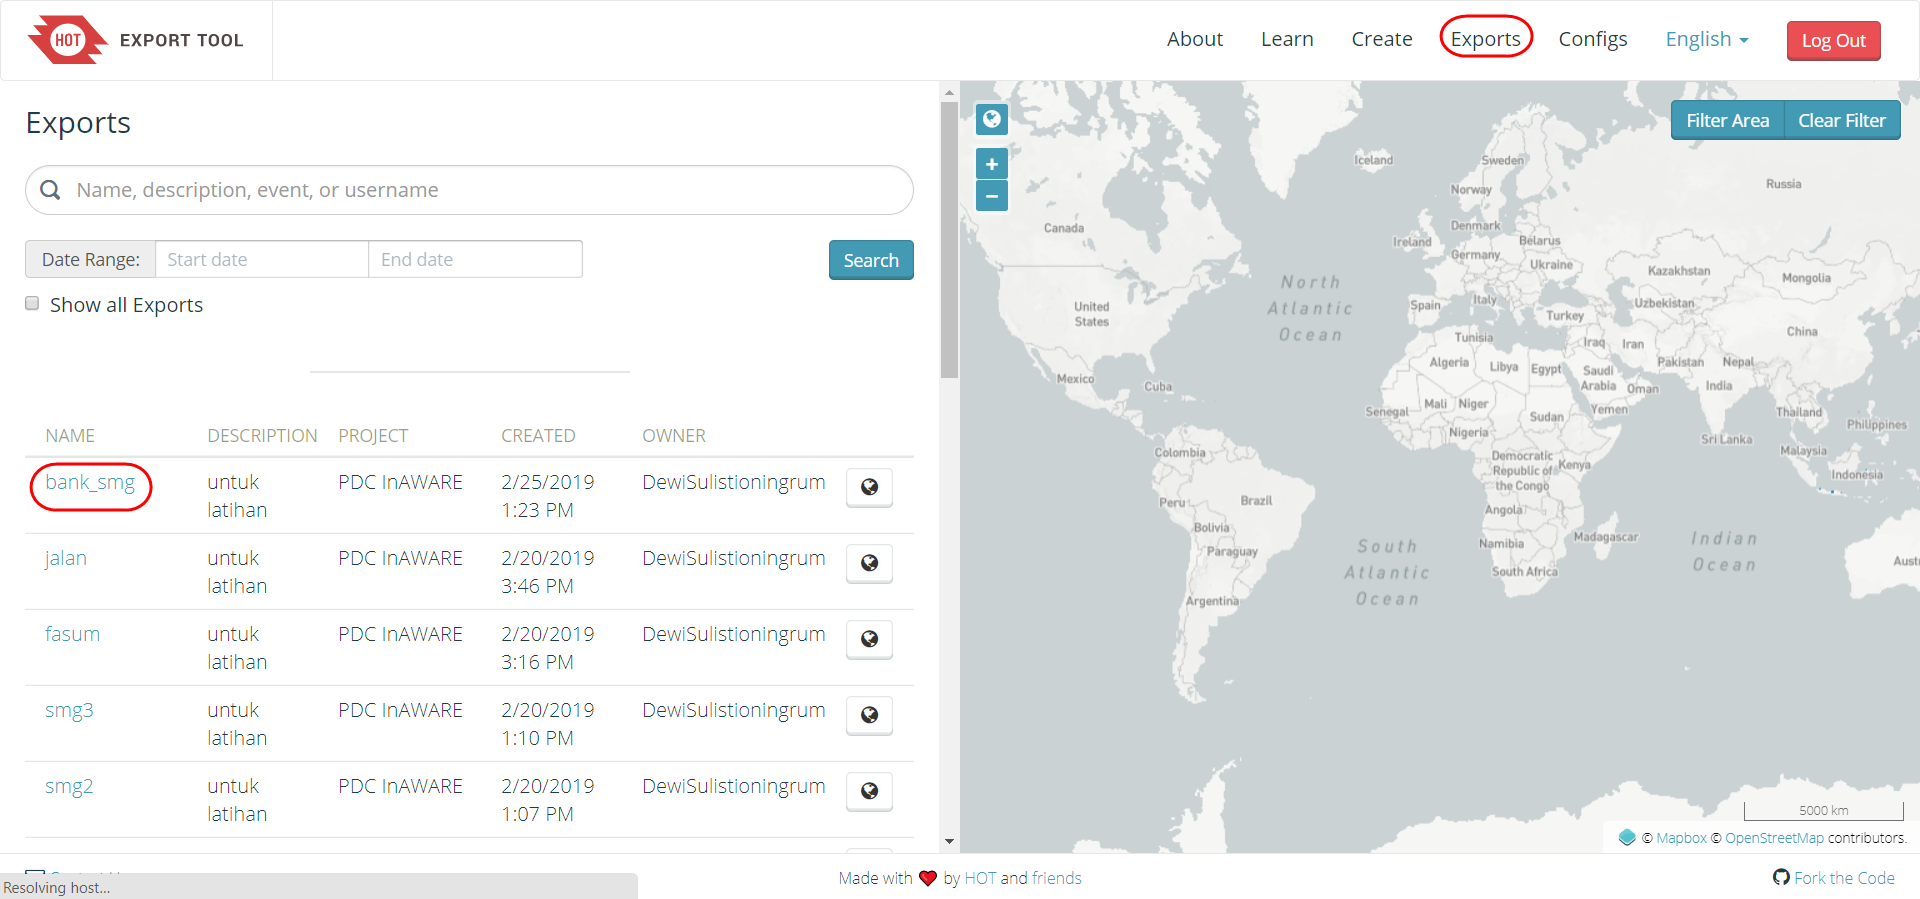 HOT EXPORT TOOL
About Learn Create Exports Configs English Log Out
Exports
Name, description, event, or username
Date Range: Start date End date Search
Show all Exports
NAME DESCRIPTION PROJECT CREATED OWNER
bank_smg untuk latihan PDC InAWARE 2/25/2019 1:23 PM DewiSulistioningrum
jalan untuk latihan PDC InAWARE 2/20/2019 3:46 PM DewiSulistioningrum
fasum untuk latihan PDC InAWARE 2/20/2019 3:16 PM DewiSulistioningrum
smg3 untuk latihan PDC InAWARE 2/20/2019 1:10 PM DewiSulistioningrum
smg2 untuk latihan PDC InAWARE 2/20/2019 1:07 PM DewiSulistioningrum
+
−
Filter Area Clear Filter
Iceland
Sweden
Norway
Russia
Canada
Denmark
Ireland
Belarus
Germany
Ukraine
Kazakhstan
Mongolia
North Atlantic Ocean
United States
Spain
Italy
Uzbekistan
Turkey
China
Tunisia
Iraq
Iran
Algeria
Libya
Egypt
Saudi Arabia
Pakistan
Nepal
Mexico
Cuba
Oman
India
Senegal
Mali
Niger
Sudan
Yemen
Thailand
Philippines
Nigeria
Sri Lanka
Colombia
Democratic Republic of the Congo
Kenya
Malaysia
Indonesia
Peru
Brazil
Angola
Bolivia
Namibia
Madagascar
Indian Ocean
Paraguay
South Atlantic Ocean
South Africa
Aust
Argentina
5000 km
© Mapbox © OpenStreetMap contributors.
Resolving host...
Made with by HOT and friends
Fork the Code